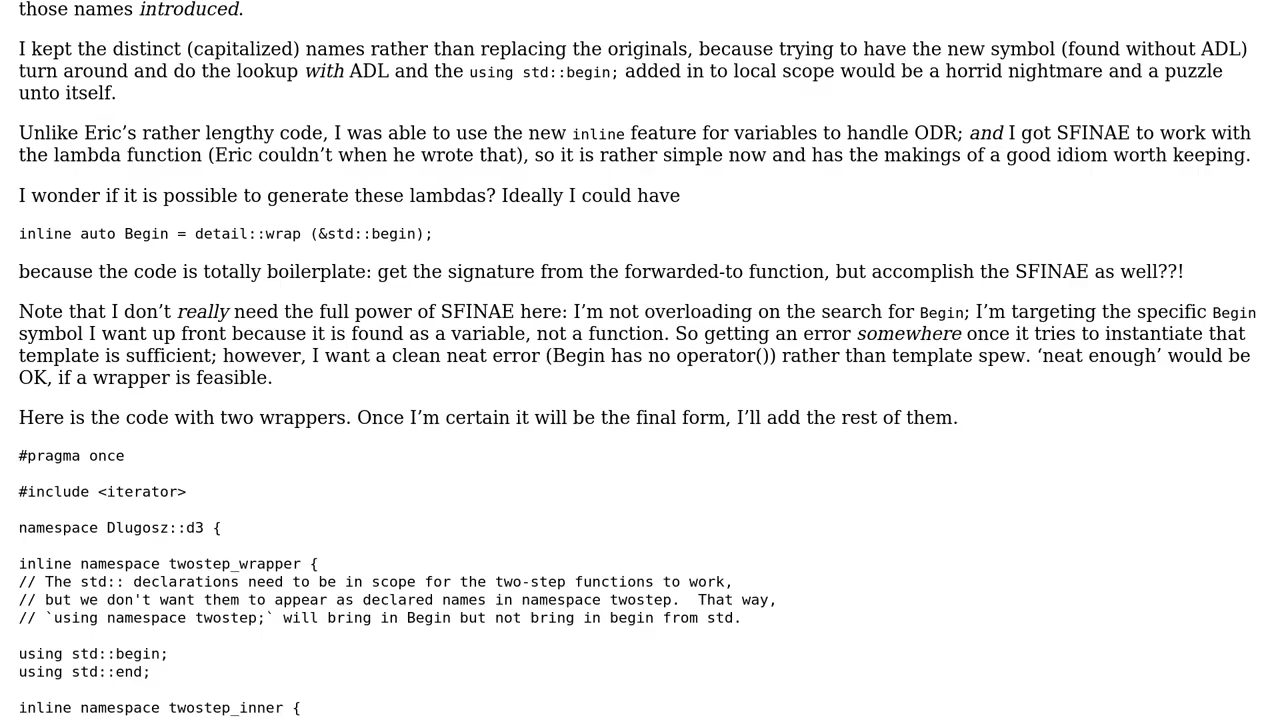 those names introduced.
I kept the distinct (capitalized) names rather than replacing the originals, because trying to have the new symbol (found without ADL)
turn around and do the lookup with ADL and the using std::begin; added in to local scope would be a horrid nightmare and a puzzle
unto itself.
Unlike Eric’s rather lengthy code, I was able to use the new inline feature for variables to handle ODR; and I got SFINAE to work with
the lambda function (Eric couldn’t when he wrote that), so it is rather simple now and has the makings of a good idiom worth keeping.
I wonder if it is possible to generate these lambdas? Ideally I could have
inline auto Begin = detail::wrap (&std::begin);
because the code is totally boilerplate: get the signature from the forwarded-to function, but accomplish the SFINAE as well??!
Note that I don’t really need the full power of SFINAE here: I’m not overloading on the search for Begin; I’m targeting the specific Begin
symbol I want up front because it is found as a variable, not a function. So getting an error somewhere once it tries to instantiate that
template is sufficient; however, I want a clean neat error (Begin has no operator()) rather than template spew. ‘neat enough’ would be
OK, if a wrapper is feasible.
Here is the code with two wrappers. Once I’m certain it will be the final form, I’ll add the rest of them.
#pragma once
#include <iterator>
namespace Dlugosz::d3 {
inline namespace twostep_wrapper {
// The std:: declarations need to be in scope for the two-step functions to work,
// but we don't want them to appear as declared names in namespace twostep.  That way,
// `using namespace twostep;` will bring in Begin but not bring in begin from std.
using std::begin;
using std::end;
inline namespace twostep_inner {